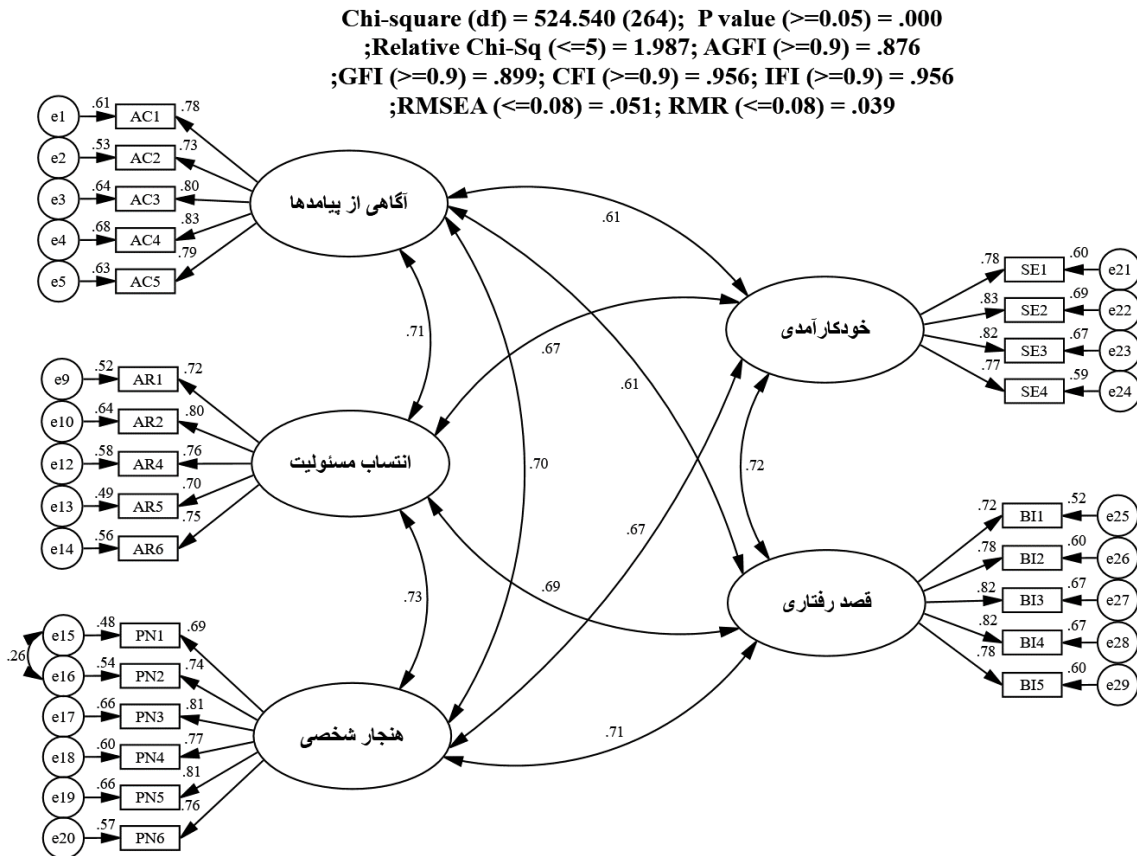 Chi-square (df) = 524.540 (264); P value (>=0.05) = .000
;Relative Chi-Sq (<=5) = 1.987; AGFI (>=0.9) = .876
;GFI (>=0.9) = .899; CFI (>=0.9) = .956; IFI (>=0.9) = .956
;RMSEA (<=0.08) = .051; RMR (<=0.08) = .039
e1 .61 AC1 .78
e2 .53 AC2 .73
e3 .64 AC3 .80
e4 .68 AC4 .83
e5 .63 AC5 .79
آگاهی از پیامدها
e9 .52 AR1 .72
e10 .64 AR2 .80
e12 .58 AR4 .76
e13 .49 AR5 .70
e14 .56 AR6 .75
انتساب مسئولیت
.26
e15 .48 PN1 .69
e16 .54 PN2 .74
e17 .66 PN3 .81
e18 .60 PN4 .77
e19 .66 PN5 .81
e20 .57 PN6 .76
هنجار شخصی
.61
.71
.67
.61
.70
.72
.67
.69
.73
.71
خودکارآمدی
.78 SE1 .60 e21
.83 SE2 .69 e22
.82 SE3 .67 e23
.77 SE4 .59 e24
قصد رفتاری
.72 BI1 .52 e25
.78 BI2 .60 e26
.82 BI3 .67 e27
.82 BI4 .67 e28
.78 BI5 .60 e29